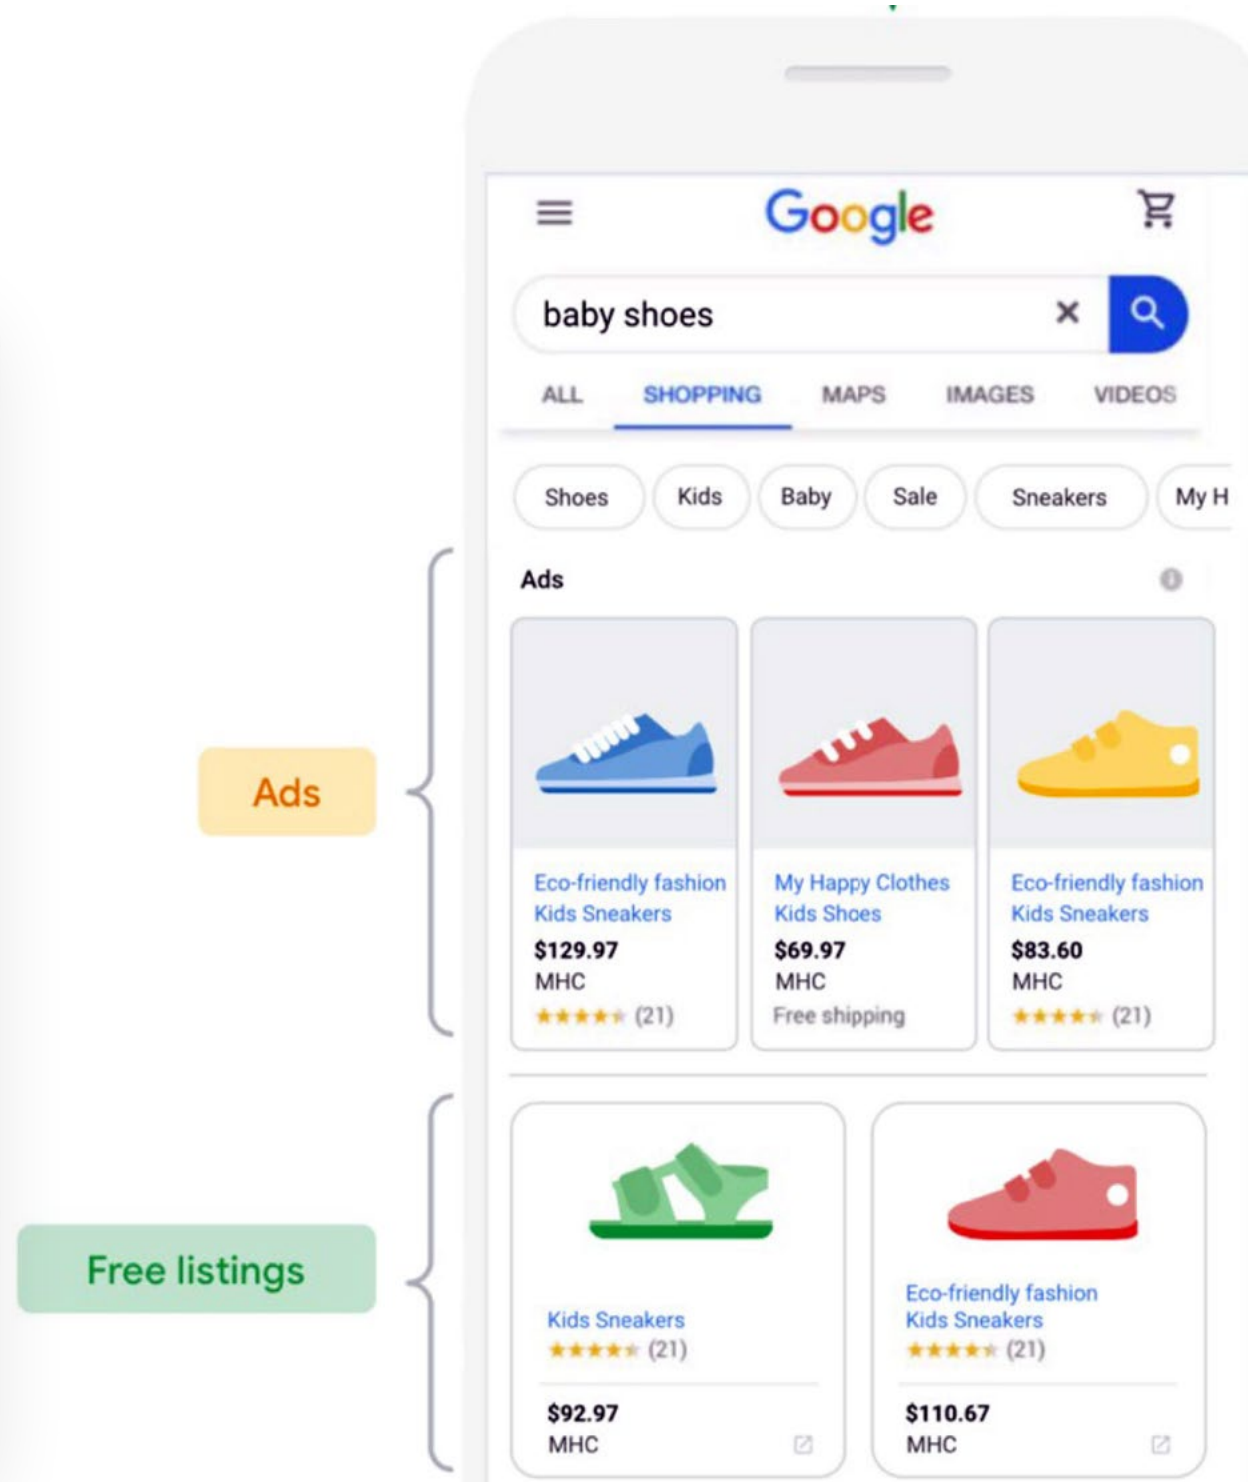 Google
baby shoes
ALL SHOPPING MAPS IMAGES VIDEOS
Shoes Kids Baby Sale Sneakers My H
Ads
Ads
Eco-friendly fashion
Kids Sneakers
$129.97
MHC
(21)
My Happy Clothes
Kids Shoes
$69.97
MHC
Free shipping
Eco-friendly fashion
Kids Sneakers
$83.60
MHC
(21)
Free listings
Kids Sneakers
(21)
$92.97
MHC
Eco-friendly fashion
Kids Sneakers
(21)
$110.67
MHC